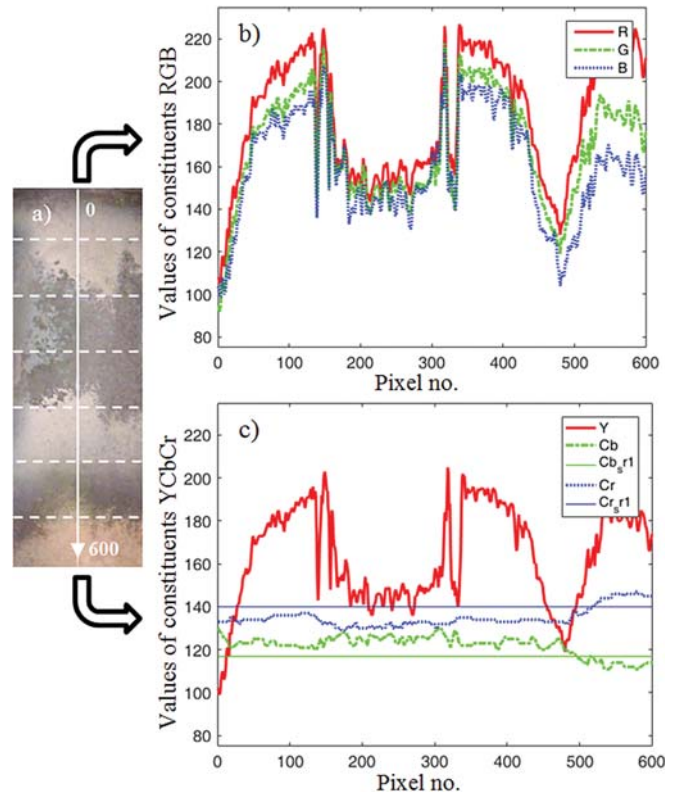 a)
0
600
b)
Values of constituents RGB
220
200
180
160
140
120
100
80
0 100 200 300 400 500 600
Pixel no.
R
G
B
c)
Values of constituents YCbCr
220
200
180
160
140
120
100
80
0 100 200 300 400 500 600
Pixel no.
Y
Cb
Cb_sr1
Cr
Cr_sr1